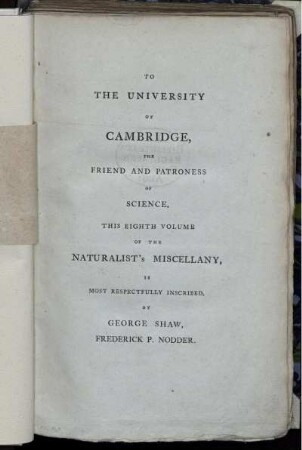 TO
THE UNIVERSITY
OF
CAMBRIDGE,
THE
FRIEND AND PATRONESS
OF
SCIENCE,
THIS EIGHTH VOLUME
OF THE
NATURALIST's MISCELLANY,
IS
MOST RESPECTFULLY INSCRIBED,
BY
GEORGE SHAW,
FREDERICK P. NODDER.